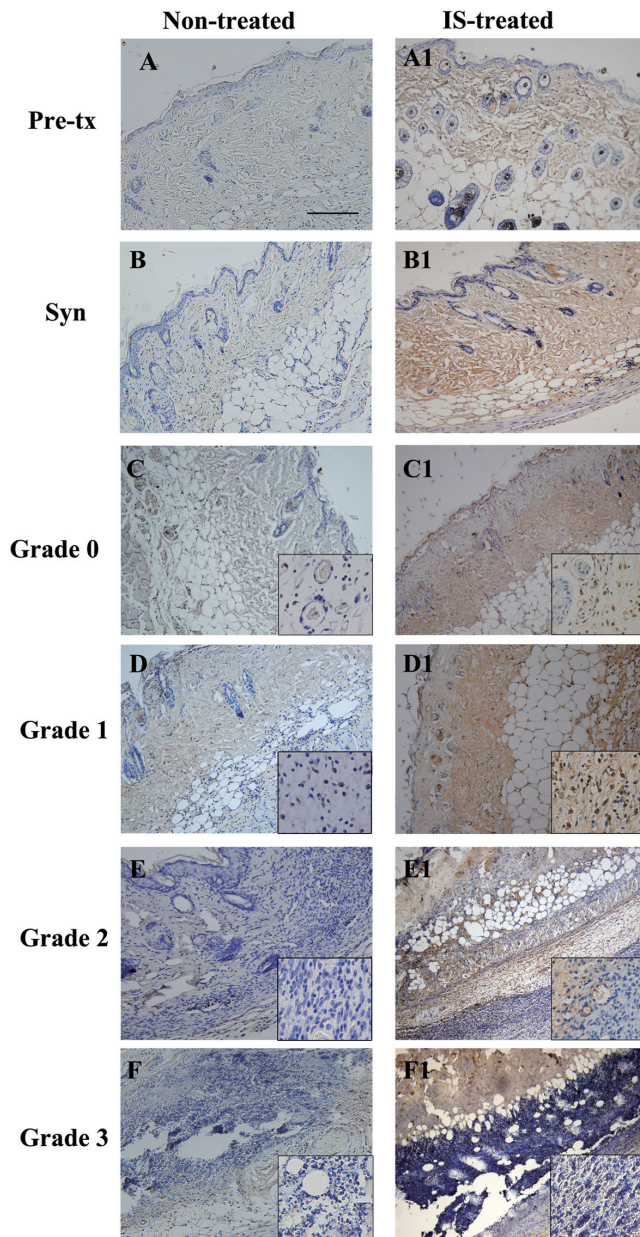 Non-treated IS-treated
Pre-tx A A1
Syn B B1
Grade 0 C C1
Grade 1 D D1
Grade 2 E E1
Grade 3 F F1